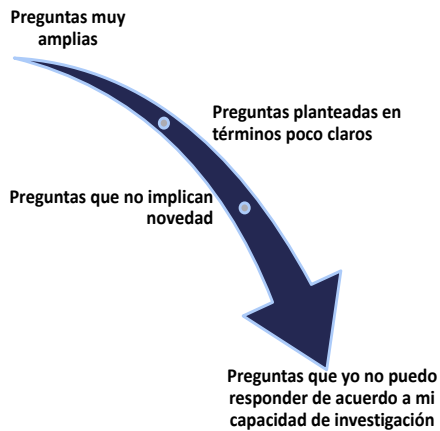 Preguntas muy
amplias
Preguntas planteadas en
términos poco claros
Preguntas que no implican
novedad
Preguntas que yo no puedo
responder de acuerdo a mi
capacidad de investigación